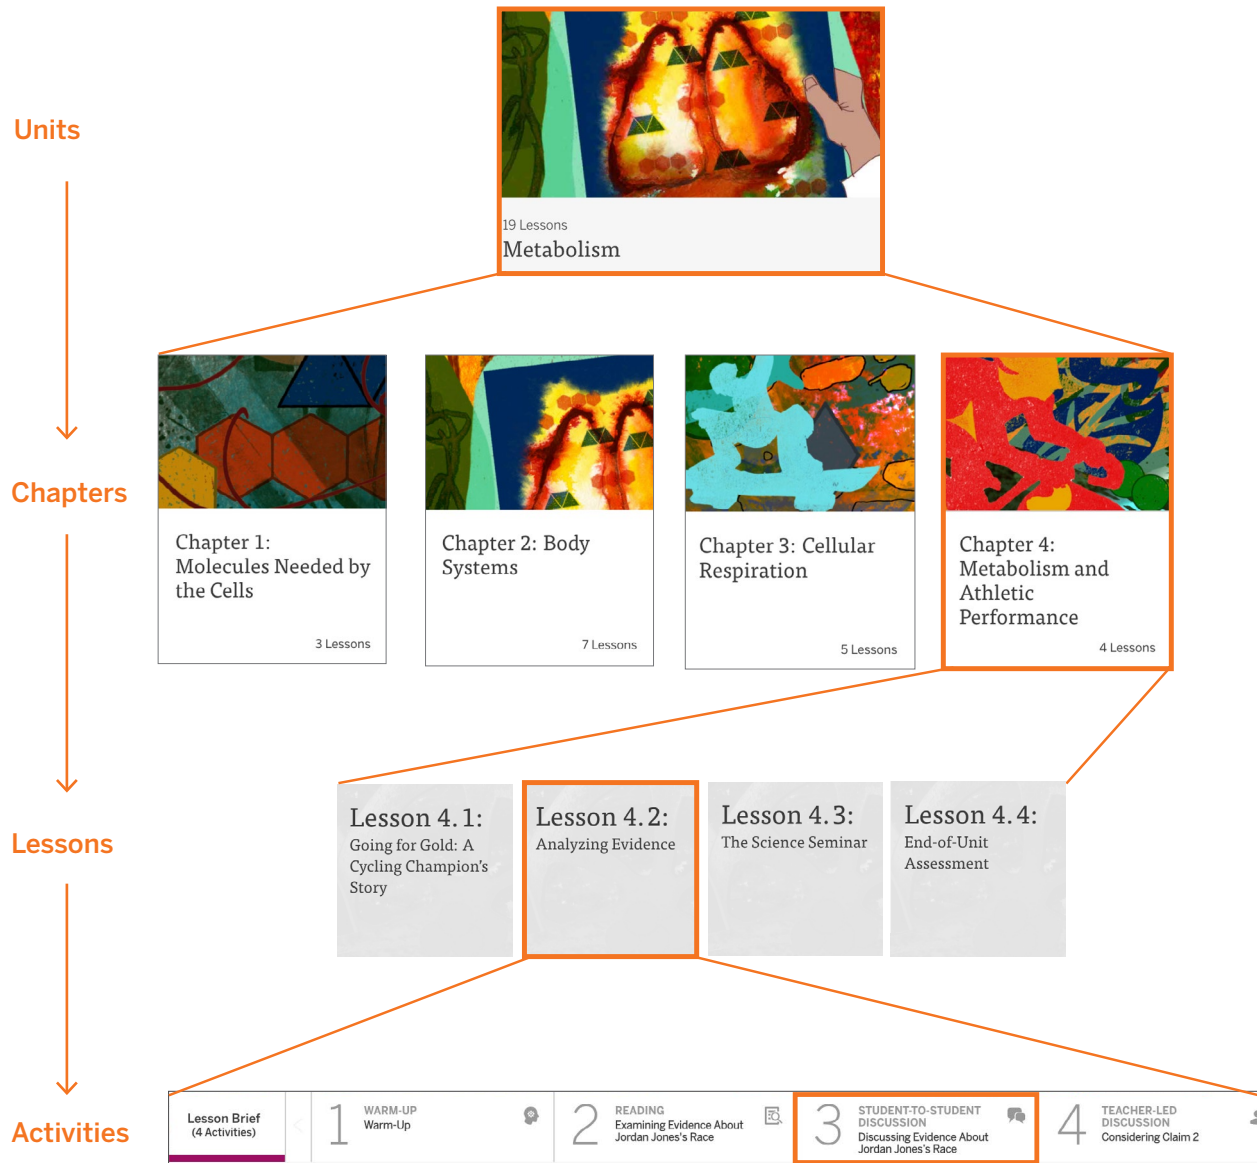 Units
19 Lessons
Metabolism
Chapters
Chapter 1:
Molecules Needed by
the Cells
3 Lessons
Chapter 2: Body
Systems
7 Lessons
Chapter 3: Cellular
Respiration
5 Lessons
Chapter 4:
Metabolism and
Athletic
Performance
4 Lessons
Lessons
Lesson 4.1:
Going for Gold: A
Cycling Champion's
Story
Lesson 4.2:
Analyzing Evidence
Lesson 4.3:
The Science Seminar
Lesson 4.4:
End-of-Unit
Assessment
Activities
Lesson Brief
(4 Activities)
1
WARM-UP
Warm-Up
2
READING
Examining Evidence About
Jordan Jones's Race
3
STUDENT-TO-STUDENT
DISCUSSION
Discussing Evidence About
Jordan Jones's Race
4
TEACHER-LED
DISCUSSION
Considering Claim 2